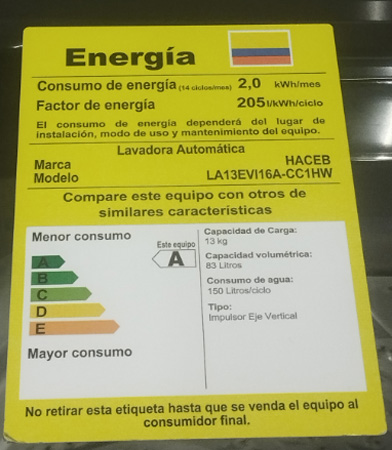 Energía
Consumo de energía (14 ciclos/mes) 2,0 kWh/mes
Factor de energía 205 l/kWh/ciclo
El consumo de energía dependerá del lugar de
instalación, modo de uso y mantenimiento del equipo.
Lavadora Automática
Marca HACEB
Modelo LA13EVI16A-CC1HW
Compare este equipo con otros de
similares características
Menor consumo
Este equipo
A
A
B
C
D
E
Mayor consumo
Capacidad de Carga:
13 kg
Capacidad volumétrica:
83 Litros
Consumo de agua:
150 Litros/ciclo
Tipo:
Impulsor Eje Vertical
No retirar esta etiqueta hasta que se venda el equipo al
consumidor final.